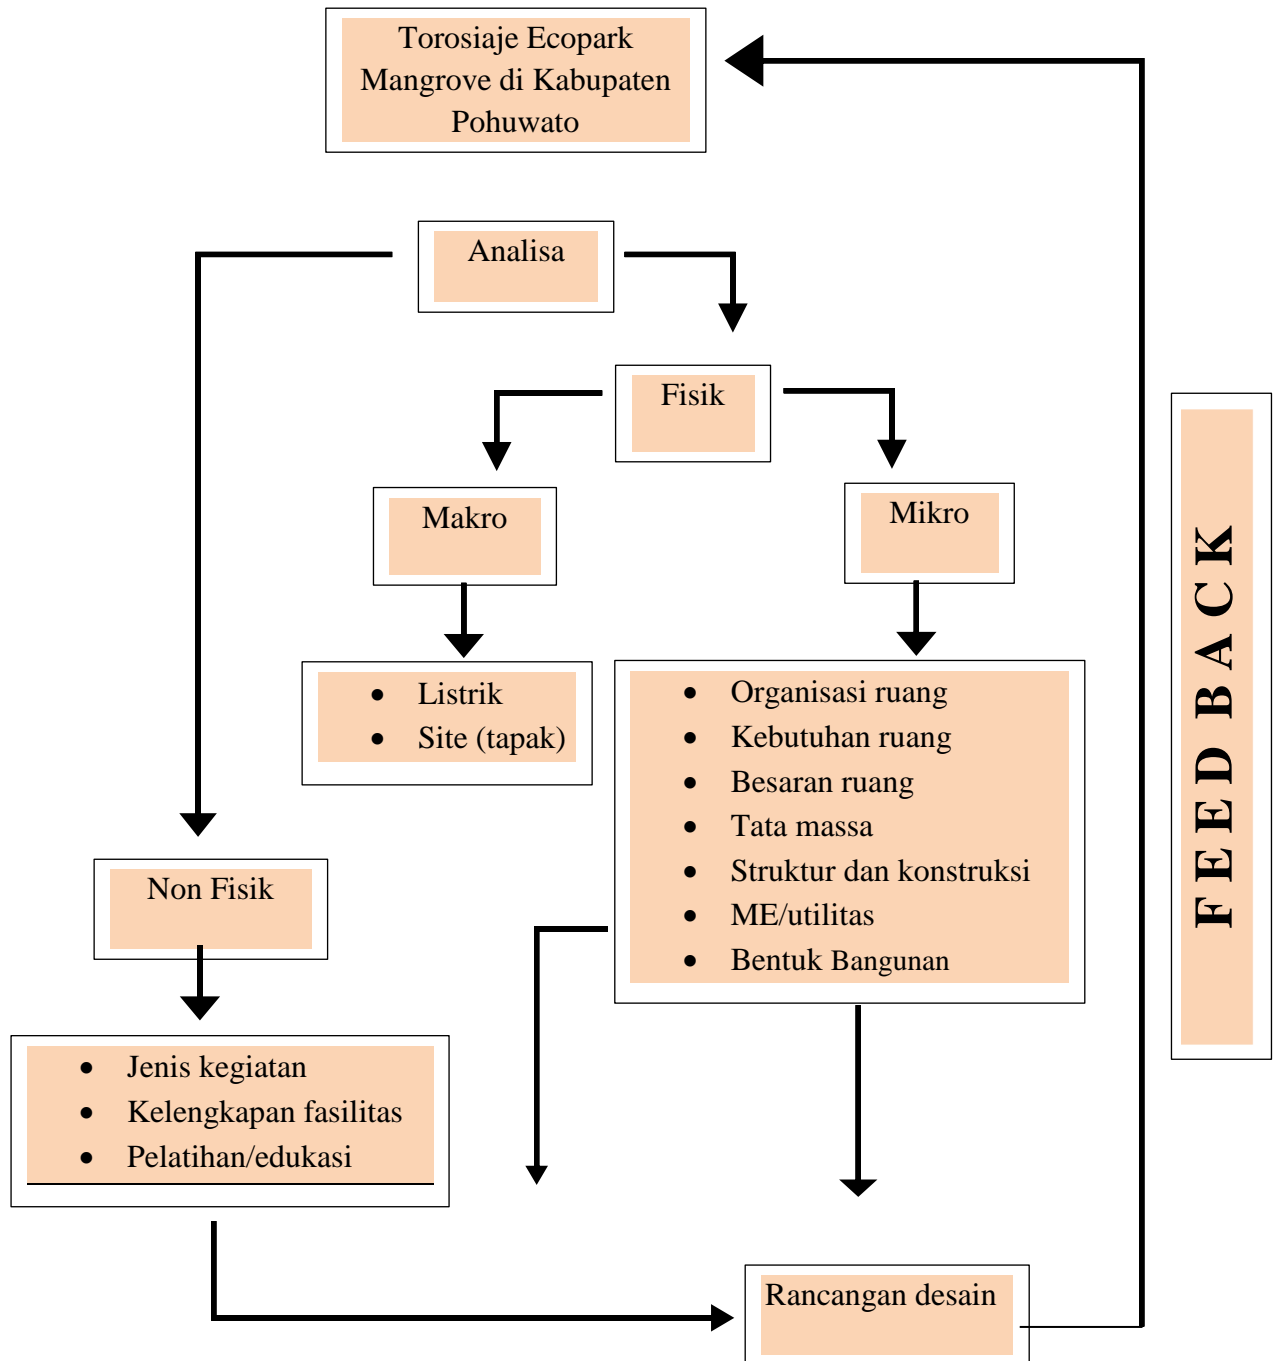 Torosiaje Ecopark
Mangrove di Kabupaten
Pohuwato
Analisa
Fisik
Makro
Mikro
• Listrik
• Site (tapak)
• Organisasi ruang
• Kebutuhan ruang
• Besaran ruang
• Tata massa
• Struktur dan konstruksi
• ME/utilitas
• Bentuk Bangunan
Non Fisik
• Jenis kegiatan
• Kelengkapan fasilitas
• Pelatihan/edukasi
Rancangan desain
FEED BACK